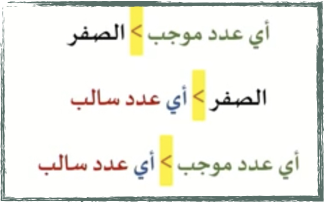 أي عدد موجب > الصفر
الصفر > أي عدد سالب
أي عدد موجب > أي عدد سالب